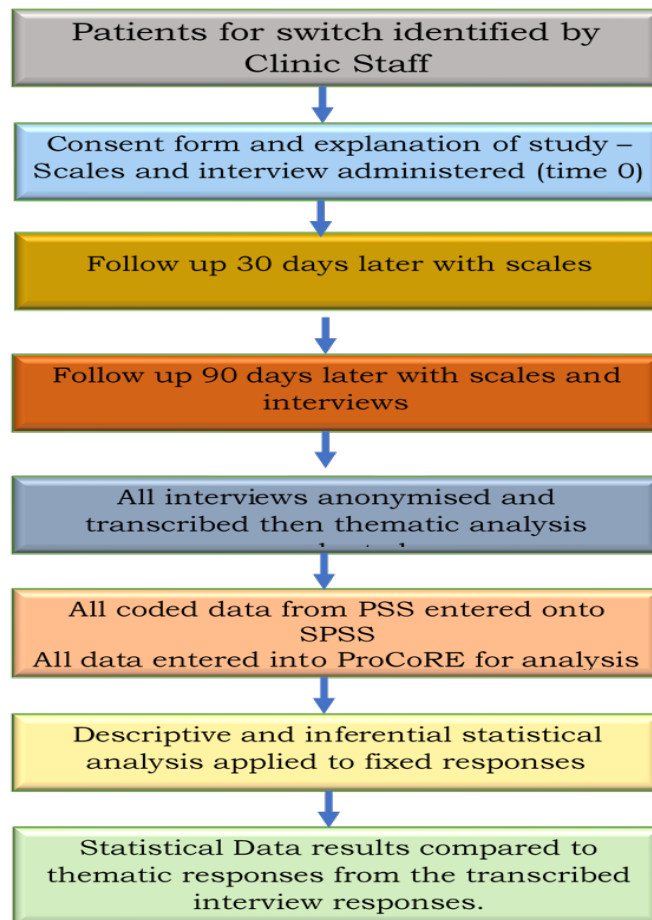 Patients for switch identified by
Clinic Staff
Consent form and explanation of study –
Scales and interview administered (time 0)
Follow up 30 days later with scales
Follow up 90 days later with scales and
interviews
All interviews anonymised and
transcribed then thematic analysis
All coded data from PSS entered onto
SPSS
All data entered into ProCoRE for analysis
Descriptive and inferential statistical
analysis applied to fixed responses
Statistical Data results compared to
thematic responses from the transcribed
interview responses.